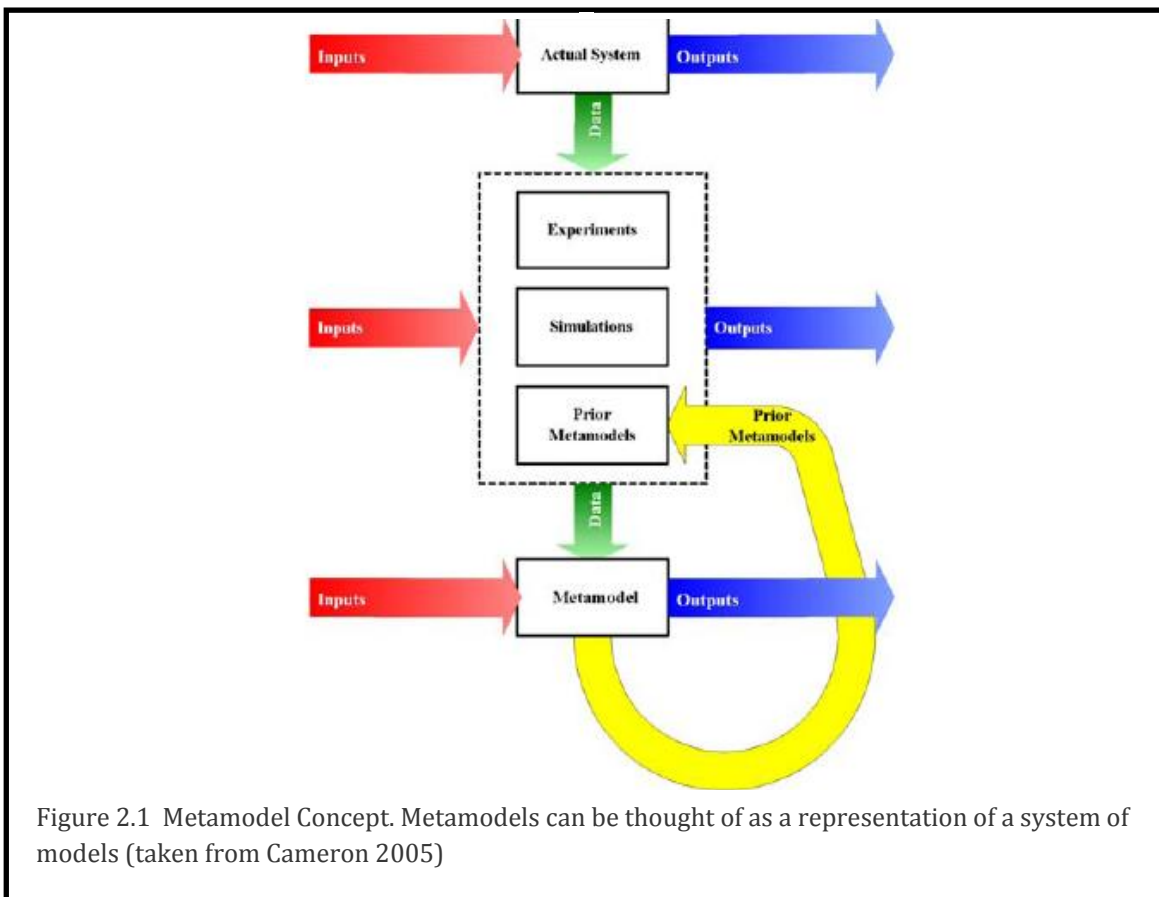 Inputs
Actual System
Outputs
Data
Experiments
Inputs
Simulations
Outputs
Prior
Metamodels
Prior
Metamodels
Data
Inputs
Metamodel
Outputs
Figure 2.1  Metamodel Concept. Metamodels can be thought of as a representation of a system of
models (taken from Cameron 2005)